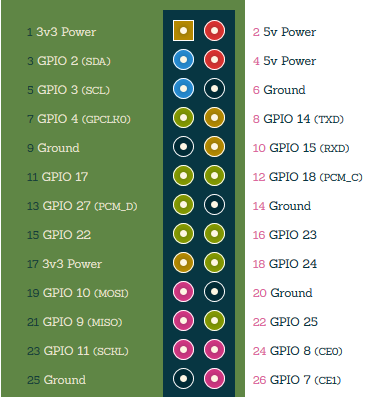 1 3v3 Power 2 5v Power
3 GPIO 2 (SDA) 4 5v Power
5 GPIO 3 (SCL) 6 Ground
7 GPIO 4 (GPCLK0) 8 GPIO 14 (TXD)
9 Ground 10 GPIO 15 (RXD)
11 GPIO 17 12 GPIO 18 (PCM_C)
13 GPIO 27 (PCM_D) 14 Ground
15 GPIO 22 16 GPIO 23
17 3v3 Power 18 GPIO 24
19 GPIO 10 (MOSI) 20 Ground
21 GPIO 9 (MISO) 22 GPIO 25
23 GPIO 11 (SCKL) 24 GPIO 8 (CE0)
25 Ground 26 GPIO 7 (CE1)